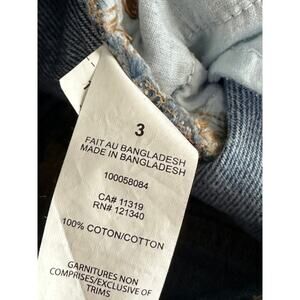 3
FAIT AU BANGLADESH
MADE IN BANGLADESH
100058084
CA# 11319
RN# 121340
100% COTON/COTTON
GARNITURES NON
COMPRISES/EXCLUSIVE OF
TRIMS